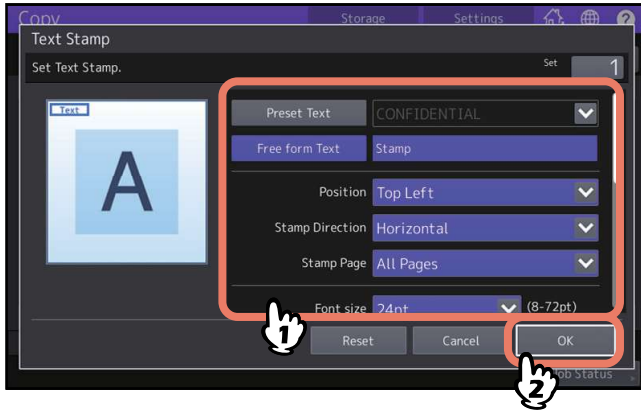 Copy Storage Settings ?
Text Stamp
Set Text Stamp. Set 1
Text
A
Preset Text CONFIDENTIAL
Free form Text Stamp
Position Top Left
Stamp Direction Horizontal
Stamp Page All Pages
Font size 24pt (8-72pt)
1
Reset Cancel OK
Job Status
2